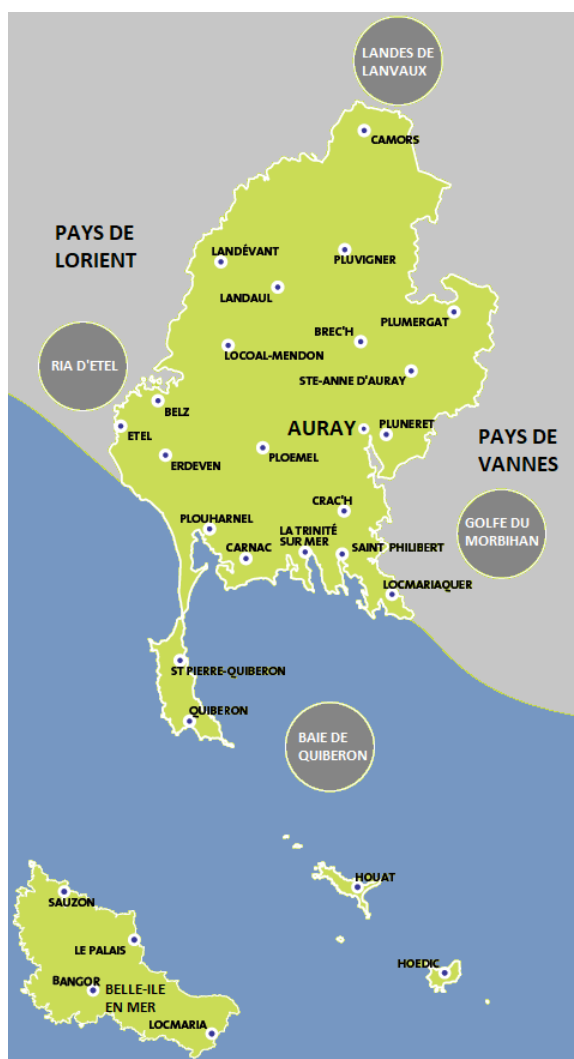 LANDES DE
LANVAUX
CAMORS
PAYS DE
LORIENT
LANDÉVANT
PLUVIGNER
LANDAUL
PLUMERGAT
BREC'H
LOCOAL-MENDON
RIA D'ETEL
STE-ANNE D'AURAY
BELZ
ETEL
AURAY
PLUNERET
PAYS DE
VANNES
ERDEVEN
PLOEMEL
CRAC'H
PLOUHARNEL
LA TRINITÉ
SUR MER
GOLFE DU
MORBIHAN
CARNAC
SAINT PHILIBERT
LOCMARIAQUER
ST PIERRE-QUIBERON
QUIBERON
BAIE DE
QUIBERON
HOUAT
SAUZON
LE PALAIS
HOEDIC
BANGOR
BELLE-ILE
EN MER
LOCMARIA